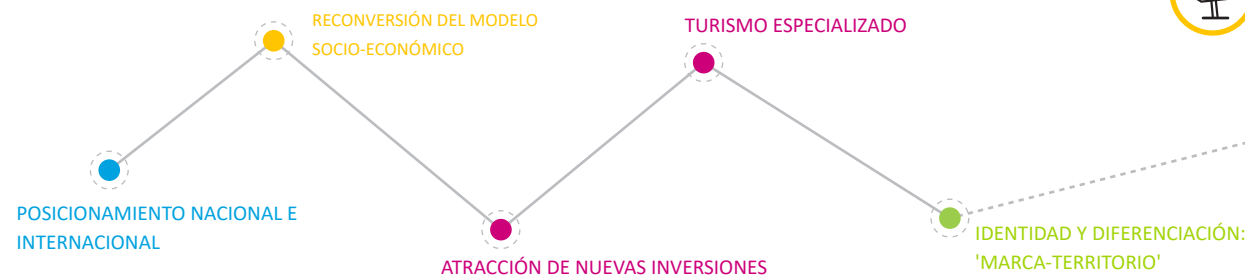 RECONVERSIÓN DEL MODELO
SOCIO-ECONÓMICO
TURISMO ESPECIALIZADO
POSICIONAMIENTO NACIONAL E
INTERNACIONAL
ATRACCIÓN DE NUEVAS INVERSIONES
IDENTIDAD Y DIFERENCIACIÓN:
'MARCA-TERRITORIO'